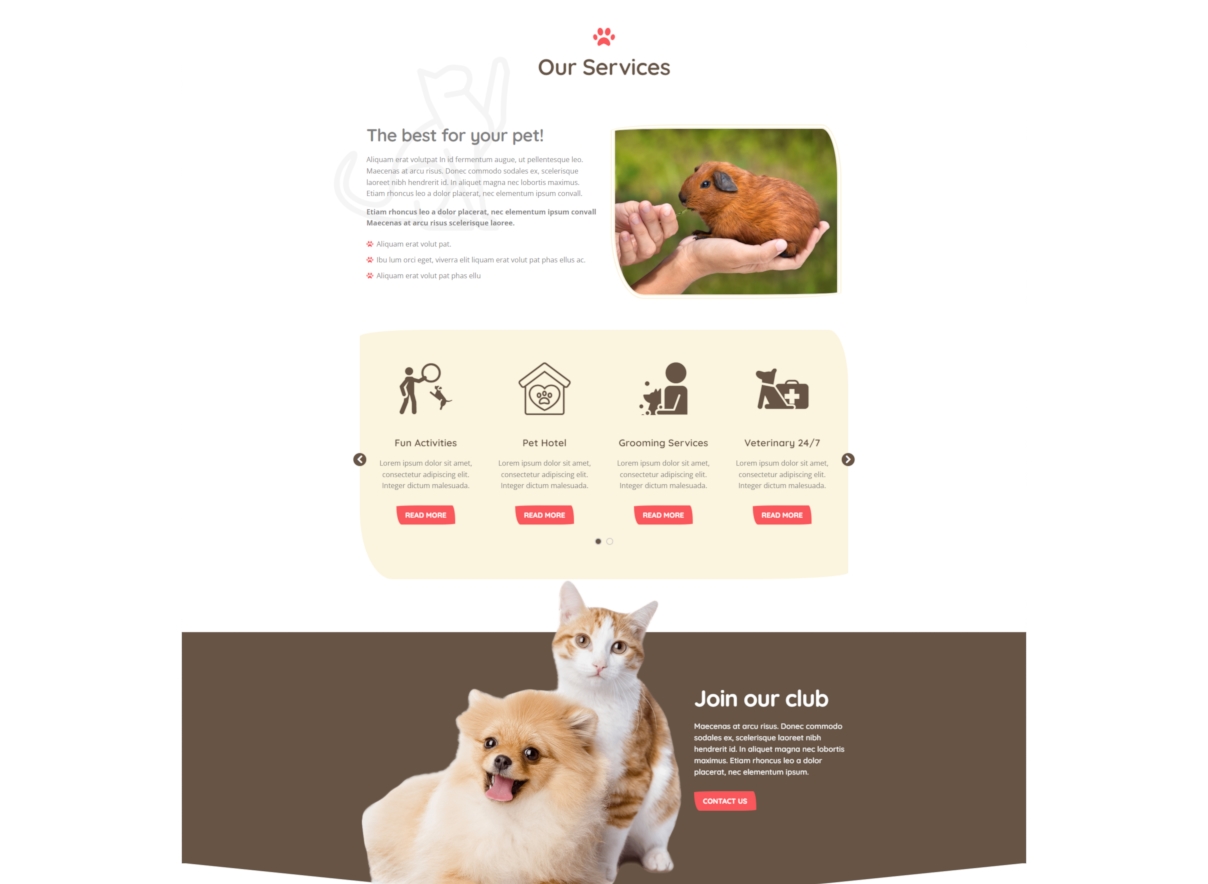 Our Services
The best for your pet!
Aliquam erat volutpat In id fermentum augue, ut pellentesque leo.
Maecenas at arcu risus. Donec commodo sodales ex, scelerisque
laoreet nibh hendrerit id. In aliquet magna nec lobortis maximus.
Etiam rhoncus leo a dolor placerat, nec elementum ipsum convall.
Etiam rhoncus leo a dolor placerat, nec elementum ipsum convall
Maecenas at arcu risus scelerisque laoree.
Aliquam erat volut pat.
Ibu lum orci eget, viverra elit liquam erat volut pat phas ellus ac.
Aliquam erat volut pat phas ellu
Fun Activities
Lorem ipsum dolor sit amet,
consectetur adipiscing elit.
Integer dictum malesuada.
READ MORE
Pet Hotel
Lorem ipsum dolor sit amet,
consectetur adipiscing elit.
Integer dictum malesuada.
READ MORE
Grooming Services
Lorem ipsum dolor sit amet,
consectetur adipiscing elit.
Integer dictum malesuada.
READ MORE
Veterinary 24/7
Lorem ipsum dolor sit amet,
consectetur adipiscing elit.
Integer dictum malesuada.
READ MORE
Join our club
Maecenas at arcu risus. Donec commodo
sodales ex, scelerisque laoreet nibh
hendrerit id. In aliquet magna nec lobortis
maximus. Etiam rhoncus leo a dolor
placerat, nec elementum ipsum.
CONTACT US